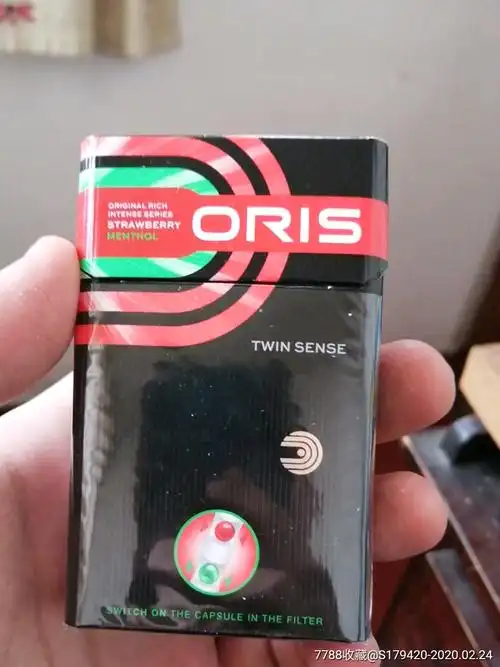 ORIGINAL RICH
INTENSE SERIES
STRAWBERRY
MENTHOL
ORIS
TWIN SENSE
SWITCH ON THE CAPSULE IN THE FILTER
7788收藏@S179420-2020.02.24